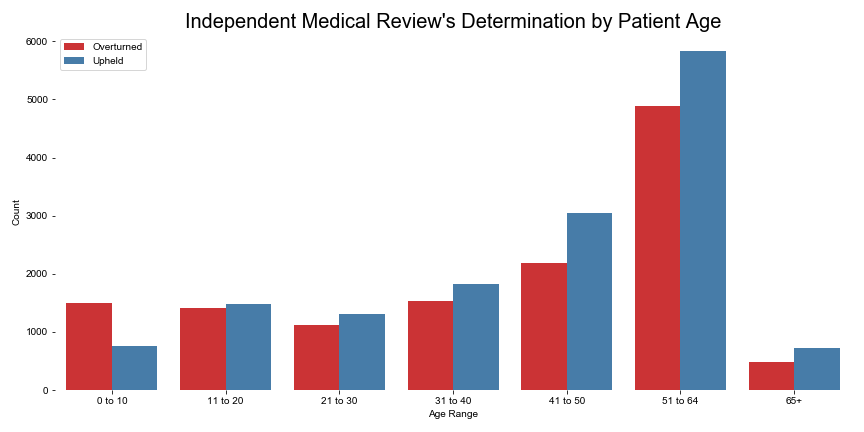 Independent Medical Review's Determination by Patient Age
Overturned
Upheld
6000
5000
4000
3000
2000
1000
0
Count
0 to 10 11 to 20 21 to 30 31 to 40 41 to 50 51 to 64 65+
Age Range